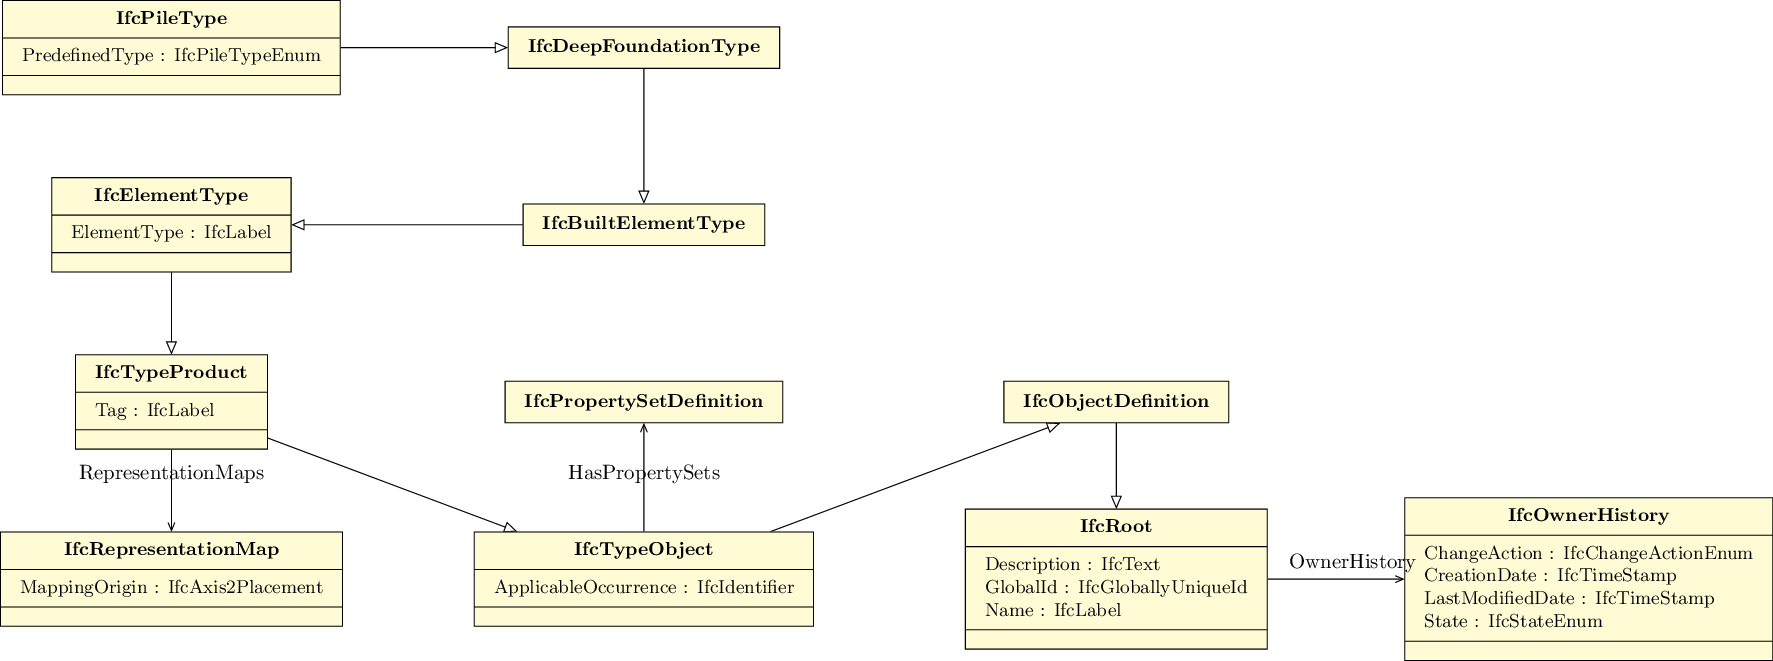 IfcPileType
PredefinedType : IfcPileTypeEnum
IfcDeepFoundationType
IfcElementType
ElementType : IfcLabel
IfcBuiltElementType
IfcTypeProduct
Tag : IfcLabel
IfcPropertySetDefinition
IfcObjectDefinition
RepresentationMaps
HasPropertySets
IfcRepresentationMap
MappingOrigin : IfcAxis2Placement
IfcTypeObject
ApplicableOccurrence : IfcIdentifier
IfcRoot
Description : IfcText
GlobalId : IfcGloballyUniqueId
Name : IfcLabel
OwnerHistory
IfcOwnerHistory
ChangeAction : IfcChangeActionEnum
CreationDate : IfcTimeStamp
LastModifiedDate : IfcTimeStamp
State : IfcStateEnum